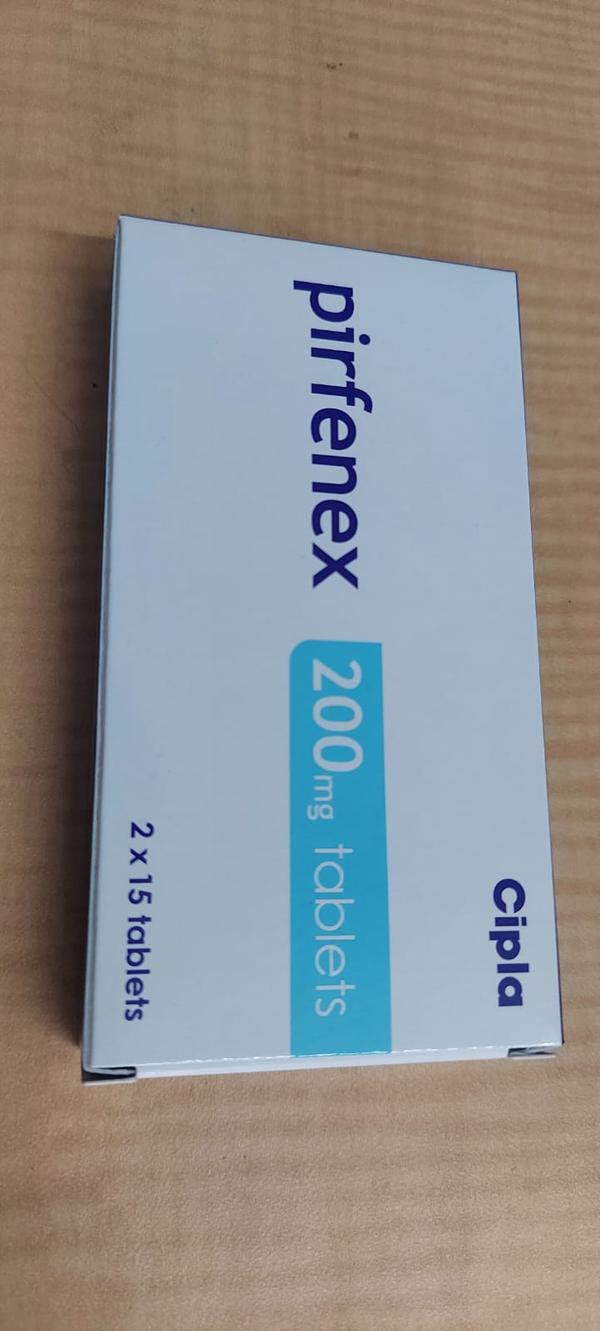 Cipla
pirfenex 200mg tablets
2 x 15 tablets